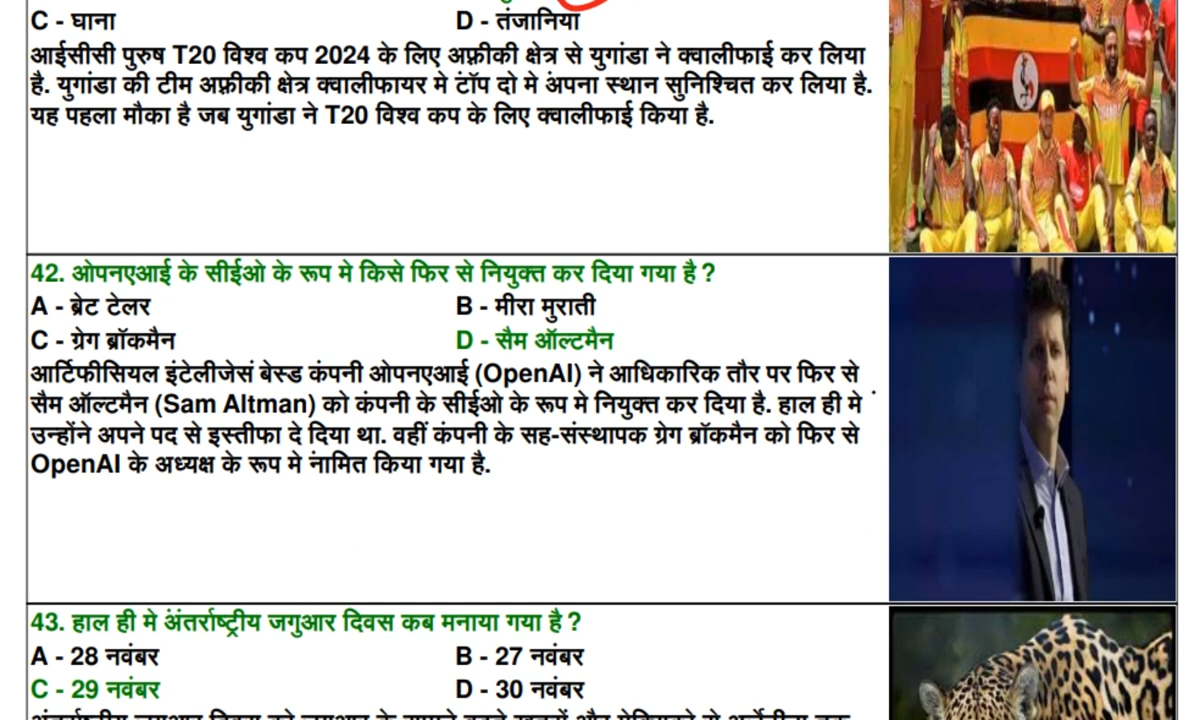 C - घाना
D - तंजानिया
आईसीसी पुरुष T20 विश्व कप 2024 के लिए अफ़्रीकी क्षेत्र से युगांडा ने क्वालीफाई कर लिया
है. युगांडा की टीम अफ़्रीकी क्षेत्र क्वालीफायर मे टॉप दो मे अपना स्थान सुनिश्चित कर लिया है.
यह पहला मौका है जब युगांडा ने T20 विश्व कप के लिए क्वालीफाई किया है.
42. ओपनएआई के सीईओ के रूप मे किसे फिर से नियुक्त कर दिया गया है ?
A - ब्रेट टेलर
B - मीरा मुराती
C - ग्रेग ब्रॉकमैन
D - सैम ऑल्टमैन
आर्टिफीसियल इंटेलीजेसं बेस्ड कंपनी ओपनएआई (OpenAI) ने आधिकारिक तौर पर फिर से
सैम ऑल्टमैन (Sam Altman) को कंपनी के सीईओ के रूप मे नियुक्त कर दिया है. हाल ही मे
उन्होंने अपने पद से इस्तीफा दे दिया था. वहीं कंपनी के सह-संस्थापक ग्रेग ब्रॉकमैन को फिर से
OpenAI के अध्यक्ष के रूप मे नामित किया गया है.
43. हाल ही मे अंतर्राष्ट्रीय जगुआर दिवस कब मनाया गया है ?
A - 28 नवंबर
B - 27 नवंबर
C - 29 नवंबर
D - 30 नवंबर